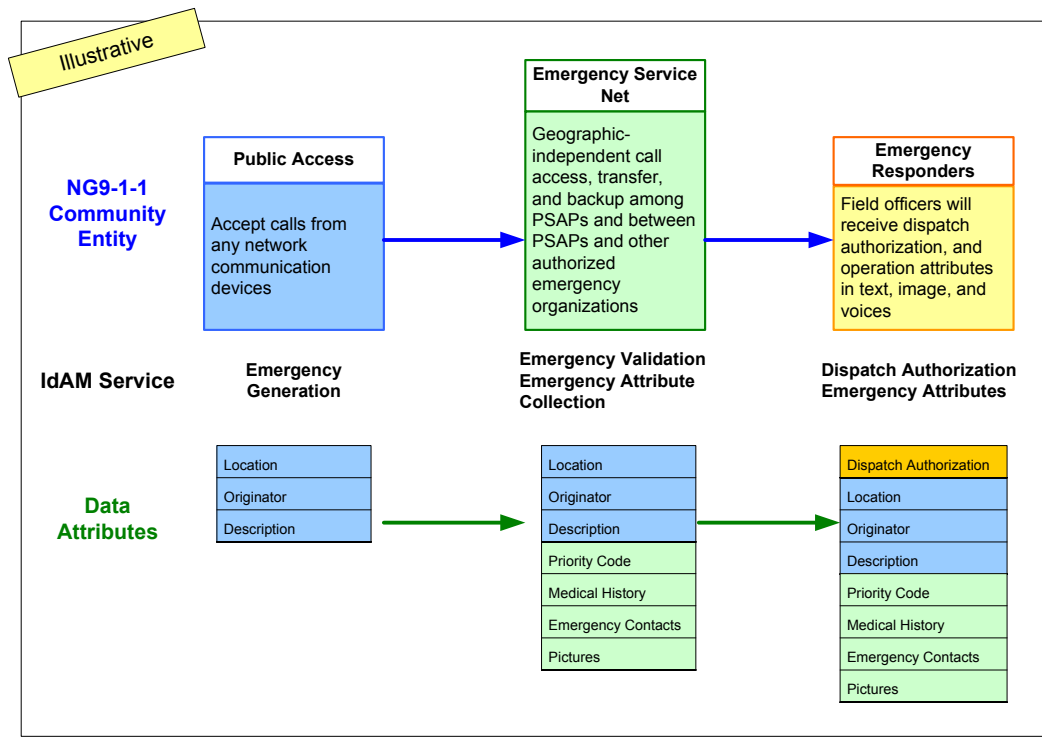 Illustrative
NG9-1-1
Community
Entity
Public Access
Accept calls from
any network
communication
devices
Emergency Service
Net
Geographic-
independent call
access, transfer,
and backup among
PSAPs and between
PSAPs and other
authorized
emergency
organizations
Emergency
Responders
Field officers will
receive dispatch
authorization, and
operation attributes
in text, image, and
voices
IdAM Service
Emergency
Generation
Emergency Validation
Emergency Attribute
Collection
Dispatch Authorization
Emergency Attributes
Data
Attributes
Location
Originator
Description
Location
Originator
Description
Priority Code
Medical History
Emergency Contacts
Pictures
Dispatch Authorization
Location
Originator
Description
Priority Code
Medical History
Emergency Contacts
Pictures